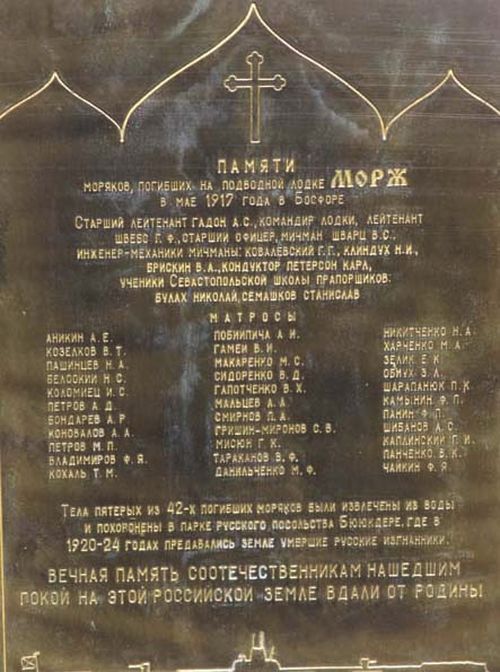 ПАМЯТИ
МОРЯКОВ, ПОГИБШИХ НА ПОДВОДНОЙ ЛОДКЕ МОРЖ
В МАЕ 1917 ГОДА В БОСФОРЕ
СТАРШИЙ ЛЕЙТЕНАНТ ГАДОН А.С., КОМАНДИР ЛОДКИ, ЛЕЙТЕНАНТ
ШВЕБС Г.Ф., СТАРШИЙ ОФИЦЕР, МИЧМАН ШВАРЦ В.С.,
ИНЖЕНЕР-МЕХАНИКИ МИЧМАНЫ: КОВАЛЕВСКИЙ Г.Г., КЛИНДУХ Н.И.,
БРИСКИН В.А., КОНДУКТОР ПЕТЕРСОН КАРЛ,
УЧЕНИКИ СЕВАСТОПОЛЬСКОЙ ШКОЛЫ ПРАПОРЩИКОВ:
БУЛАХ НИКОЛАЙ, СЕМАШКОВ СТАНИСЛАВ
МАТРОСЫ
АНИКИН А.Е.
КОЗЕЛКОВ В.Т.
ПАШИНЦЕВ Н.А.
БЕЛОСКИЙ Н.С.
КОЛОМИЕЦ И.С.
ПЕТРОВ А.Д.
БОНДАРЕВ А.Р.
КОНОВАЛОВ А.А.
ПЕТРОВ М.П.
ВЛАДИМИРОВ Ф.Я.
КОХАЛЬ Т.М.
ПОБИЙПИЧА А.И.
ГАМЕЙ В.И.
МАКАРЕНКО М.С.
СИДОРЕНКО В.Д.
ГАПОТЧЕНКО В.Х.
МАЛЬЦЕВ А.А.
СМИРНОВ П.А.
ГРИШИН-МИРОНОВ С.В.
МИСЮН Г.К.
ТАРАКАНОВ В.Ф.
ДАНИЛЬЧЕНКО М.Ф.
НИКИТЧЕНКО Н.А.
ХАРЧЕНКО М.А.
ЗЕЛИК Е.К.
ОБИУХ З.Л.
ШАРАПАНЮК П.К.
КАМЫНИН Ф.П.
ПАНИН Ф.П.
ШИБАНОВ А.С.
КАПЛИНСКИЙ Г.И.
ПАНЧЕНКО В.К.
ЧАЙКИН Ф.Я.
ТЕЛА ПЯТЕРЫХ ИЗ 42-Х ПОГИБШИХ МОРЯКОВ БЫЛИ ИЗВЛЕЧЕНЫ ИЗ ВОДЫ
И ПОХОРОНЕНЫ В ПАРКЕ РУССКОГО ПОСОЛЬСТВА БЮЮКДЕРЕ, ГДЕ В
1920-24 ГОДАХ ПРЕДАВАЛИСЬ ЗЕМЛЕ УМЕРШИЕ РУССКИЕ ИЗГНАННИКИ.
ВЕЧНАЯ ПАМЯТЬ СООТЕЧЕСТВЕННИКАМ НАШЕДШИМ
ПОКОЙ НА ЭТОЙ РОССИЙСКОЙ ЗЕМЛЕ ВДАЛИ ОТ РОДИНЫ